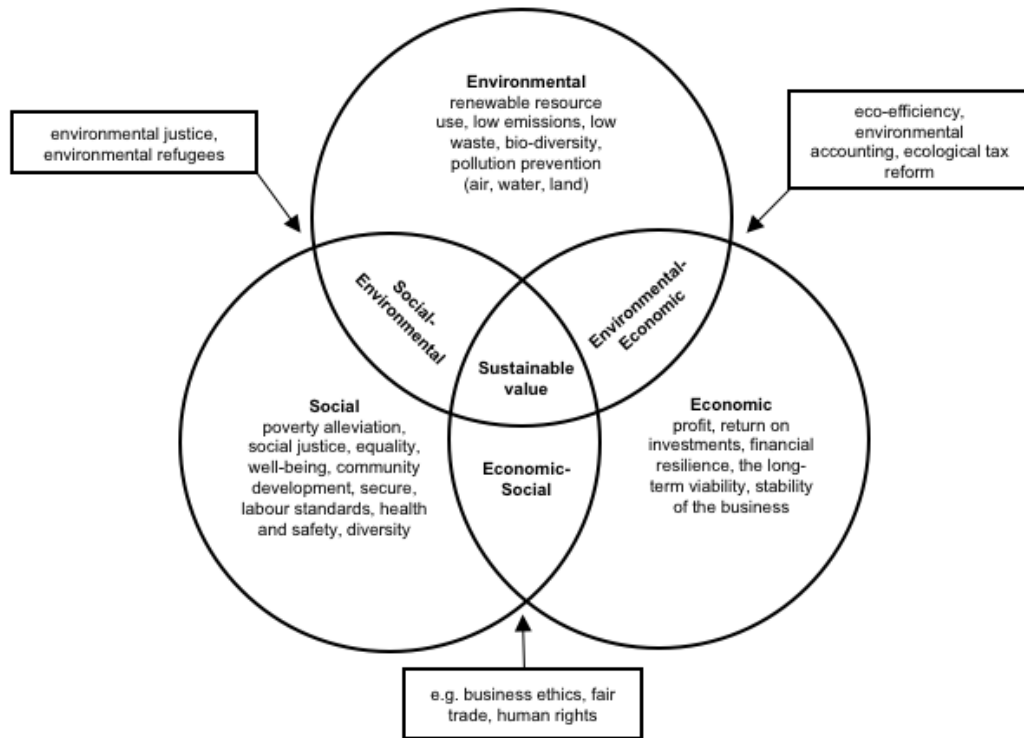 Environmental
renewable resource
use, low emissions, low
waste, bio-diversity,
pollution prevention
(air, water, land)
environmental justice,
environmental refugees
eco-efficiency,
environmental
accounting, ecological tax
reform
Social-
Environmental
Environmental-
Economic
Sustainable
value
Social
poverty alleviation,
social justice, equality,
well-being, community
development, secure,
labour standards, health
and safety, diversity
Economic
profit, return on
investments, financial
resilience, the long-
term viability, stability
of the business
Economic-
Social
e.g. business ethics, fair
trade, human rights